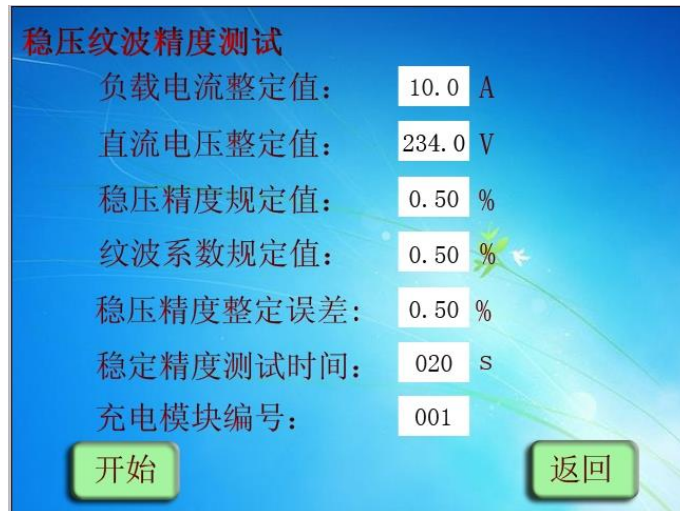 稳压纹波精度测试
负载电流整定值： 10.0 A
直流电压整定值： 234.0 V
稳压精度规定值： 0.50 %
纹波系数规定值： 0.50 %
稳压精度整定误差： 0.50 %
稳定精度测试时间： 020 s
充电模块编号： 001
开始 返回